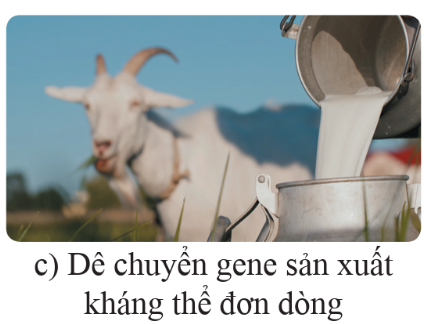 c) Dê chuyển gene sản xuất
kháng thể đơn dòng